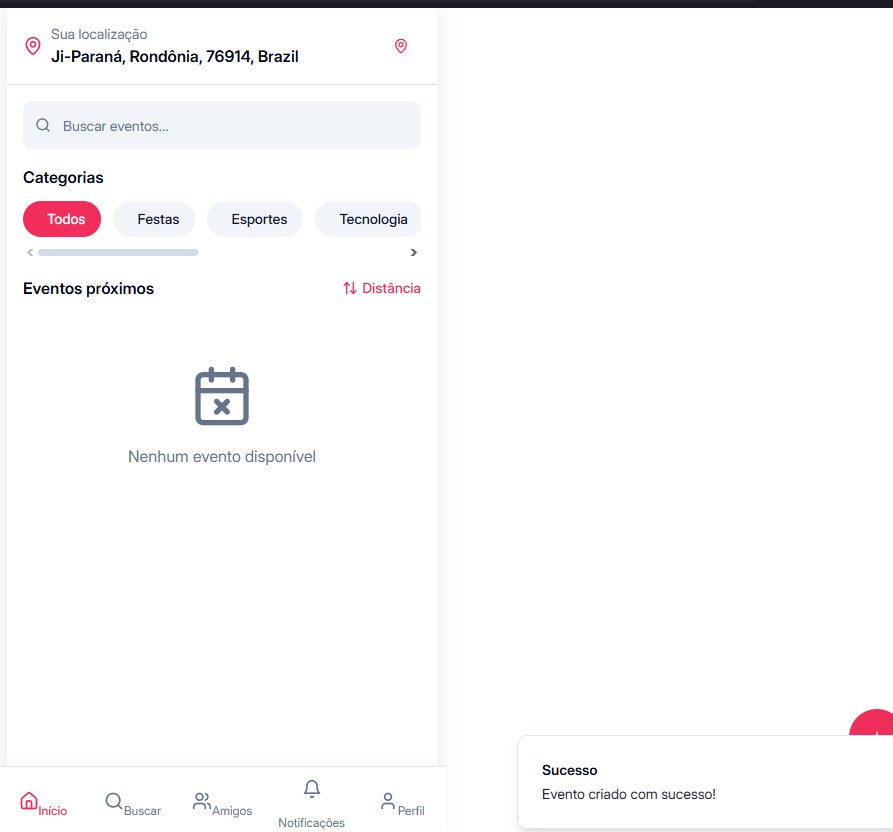 Sua localização
Ji-Paraná, Rondônia, 76914, Brazil
Buscar eventos...
Categorias
Todos Festas Esportes Tecnologia
Eventos próximos Distância
Nenhum evento disponível
Sucesso
Evento criado com sucesso!
Início Buscar Amigos Notificações Perfil